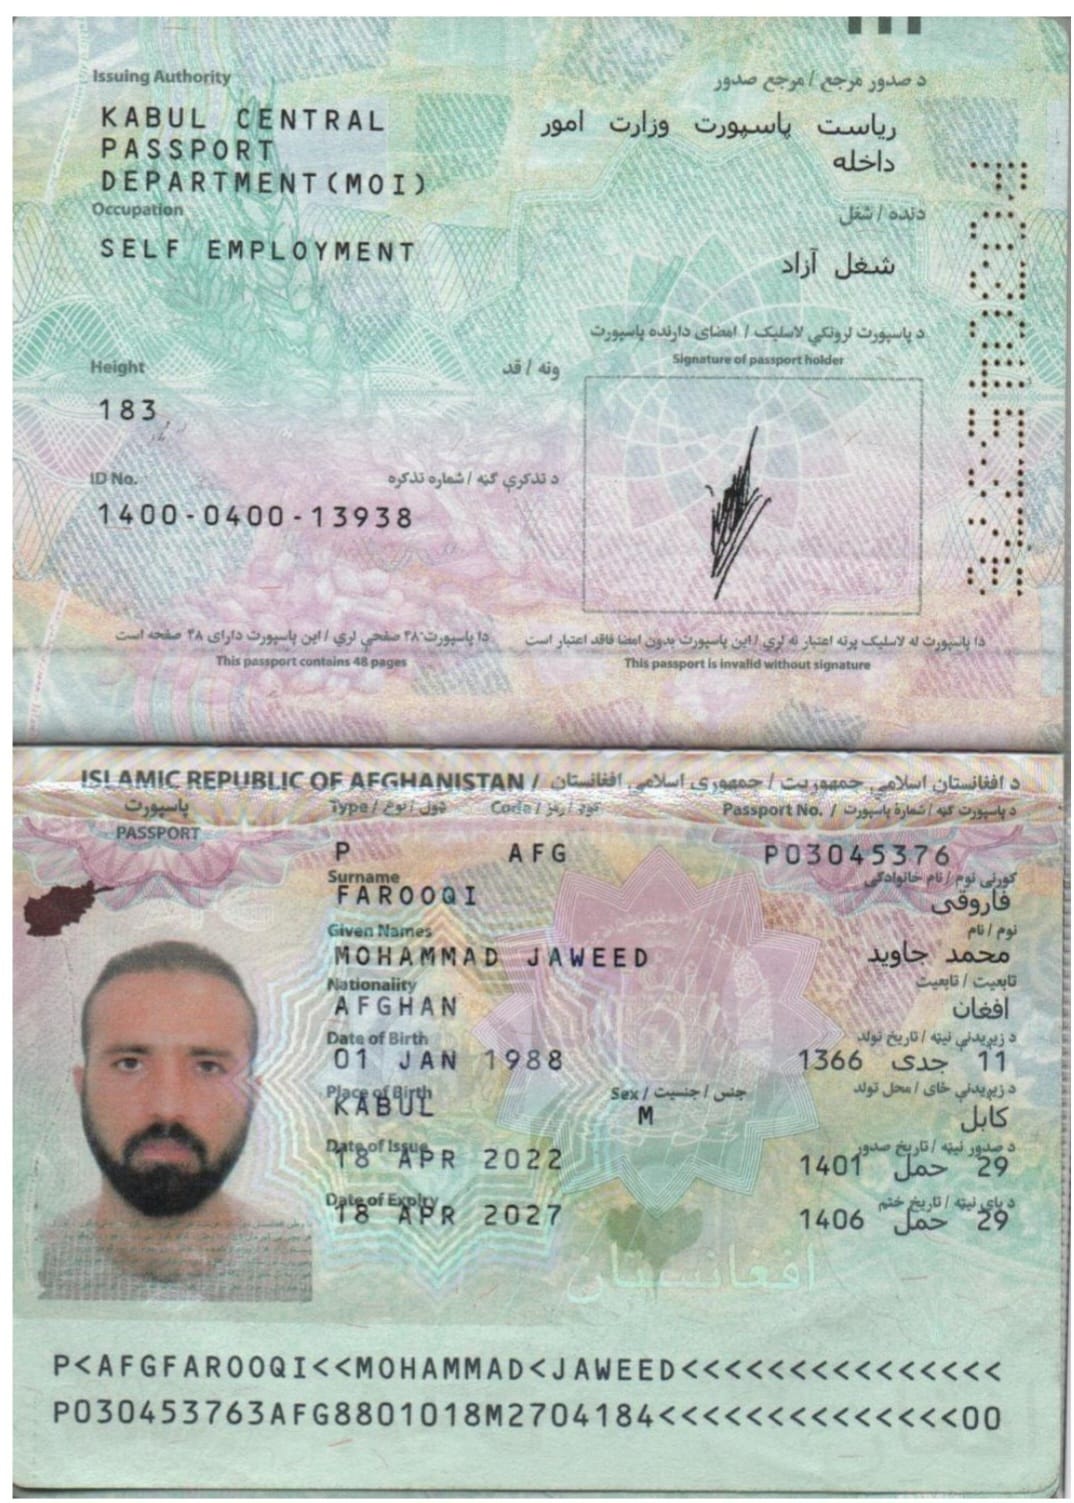 Issuing Authority
د صدور مرجع / مرجع صدور
KABUL CENTRAL
PASSPORT
DEPARTMENT(MOI)
ریاست پاسپورت وزارت امور
داخله
Occupation
دنده / شغل
SELF EMPLOYMENT
شغل آزاد
د پاسپورت لرونکي لاسلیک / امضای دارنده پاسپورت
Signature of passport holder
Height
ونه / قد
183
ID No.
د تذکرې ګڼه / شماره تذکره
1400-0400-13938
دا پاسپورت ۴۸ صفحې لري / این پاسپورت دارای ۴۸ صفحه است
This passport contains 48 pages
دا پاسپورت له لاسلیک پرته اعتبار نه لري / این پاسپورت بدون امضا فاقد اعتبار است
This passport is invalid without signature
P03045376
ISLAMIC REPUBLIC OF AFGHANISTAN / د افغانستان اسلامي جمهوریت / جمهوری اسلامی افغانستان
پاسپورت
PASSPORT
Type / ډول / نوع
Code / کوډ / رمز
Passport No. / د پاسپورت ګڼه / شمارۀ پاسپورت
P
AFG
P03045376
Surname
کورنی نوم / نام خانوادگی
FAROOQI
فاروقی
Given Names
نوم / نام
MOHAMMAD JAWEED
محمد جاوید
Nationality
تابعیت / تابعیت
AFGHAN
افغان
Date of Birth
د زیږیدنې نیټه / تاریخ تولد
01 JAN 1988
11 جدی 1366
Place of Birth
Sex / جنس / جنسیت
د زیږیدنې ځای / محل تولد
KABUL
M
کابل
Date of Issue
د صدور نیټه / تاریخ صدور
18 APR 2022
29 حمل 1401
Date of Expiry
د پای نیټه / تاریخ ختم
18 APR 2027
29 حمل 1406
افغانستان
P<AFGFAROOQI<<MOHAMMAD<JAWEED<<<<<<<<<<<<<<<
P030453763AFG8801018M2704184<<<<<<<<<<<<<<00